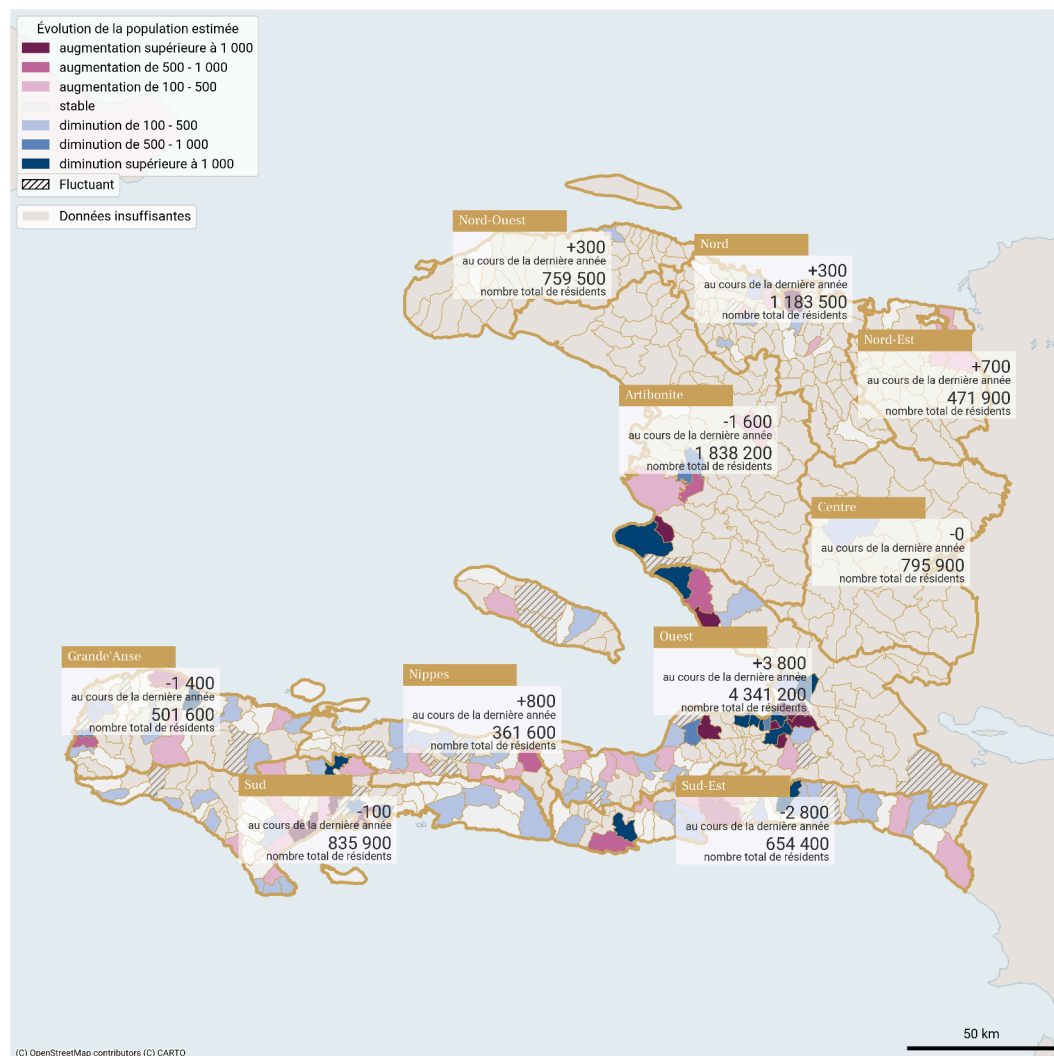 Évolution de la population estimée
augmentation supérieure à 1 000
augmentation de 500 - 1 000
augmentation de 100 - 500
stable
diminution de 100 - 500
diminution de 500 - 1 000
diminution supérieure à 1 000
Fluctuant
Données insuffisantes
Nord-Ouest
+300
au cours de la dernière année
759 500
nombre total de résidents
Nord
+300
au cours de la dernière année
1 183 500
nombre total de résidents
Nord-Est
+700
au cours de la dernière année
471 900
nombre total de résidents
Artibonite
-1 600
au cours de la dernière année
1 838 200
nombre total de résidents
Centre
-0
au cours de la dernière année
795 900
nombre total de résidents
Ouest
+3 800
au cours de la dernière année
4 341 200
nombre total de résidents
Grande'Anse
-1 400
au cours de la dernière année
501 600
nombre total de résidents
Nippes
+800
au cours de la dernière année
361 600
nombre total de résidents
Sud
-100
au cours de la dernière année
835 900
nombre total de résidents
Sud-Est
-2 800
au cours de la dernière année
654 400
nombre total de résidents
50 km
(C) OpenStreetMap contributors (C) CARTO